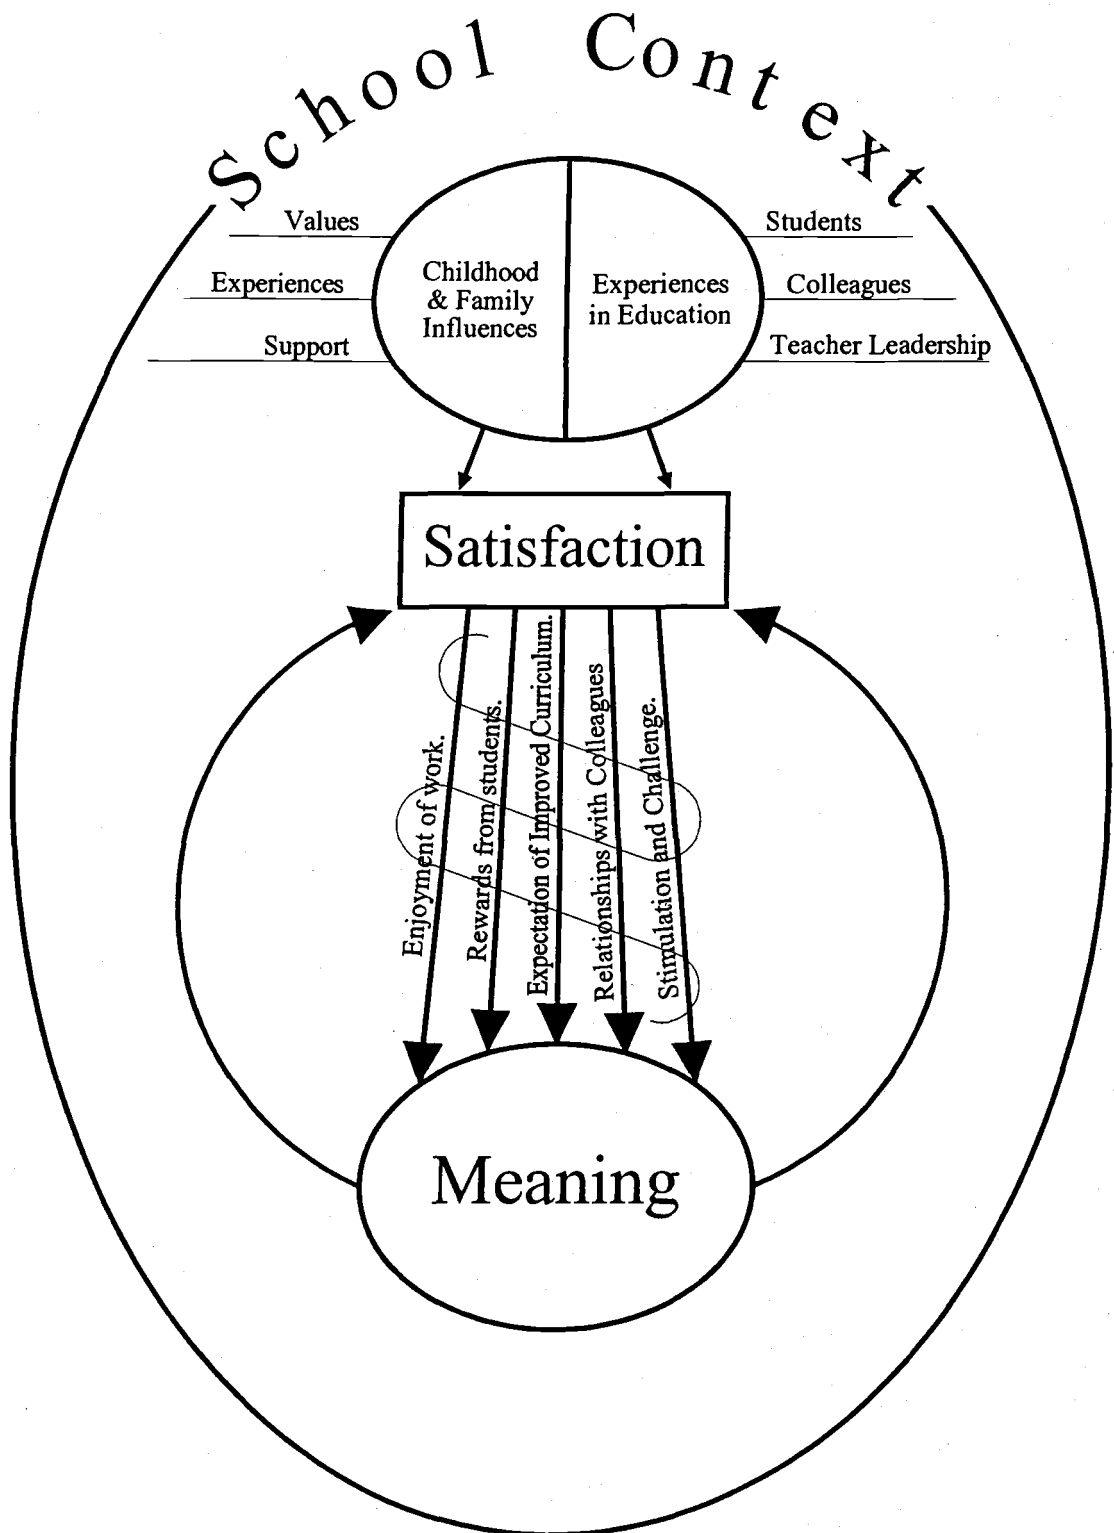 School Context
Values
Experiences
Support
Childhood
& Family
Influences
Experiences
in Education
Students
Colleagues
Teacher Leadership
Satisfaction
Enjoyment of work.
Rewards from students.
Expectation of Improved Curriculum.
Relationships with Colleagues
Stimulation and Challenge.
Meaning